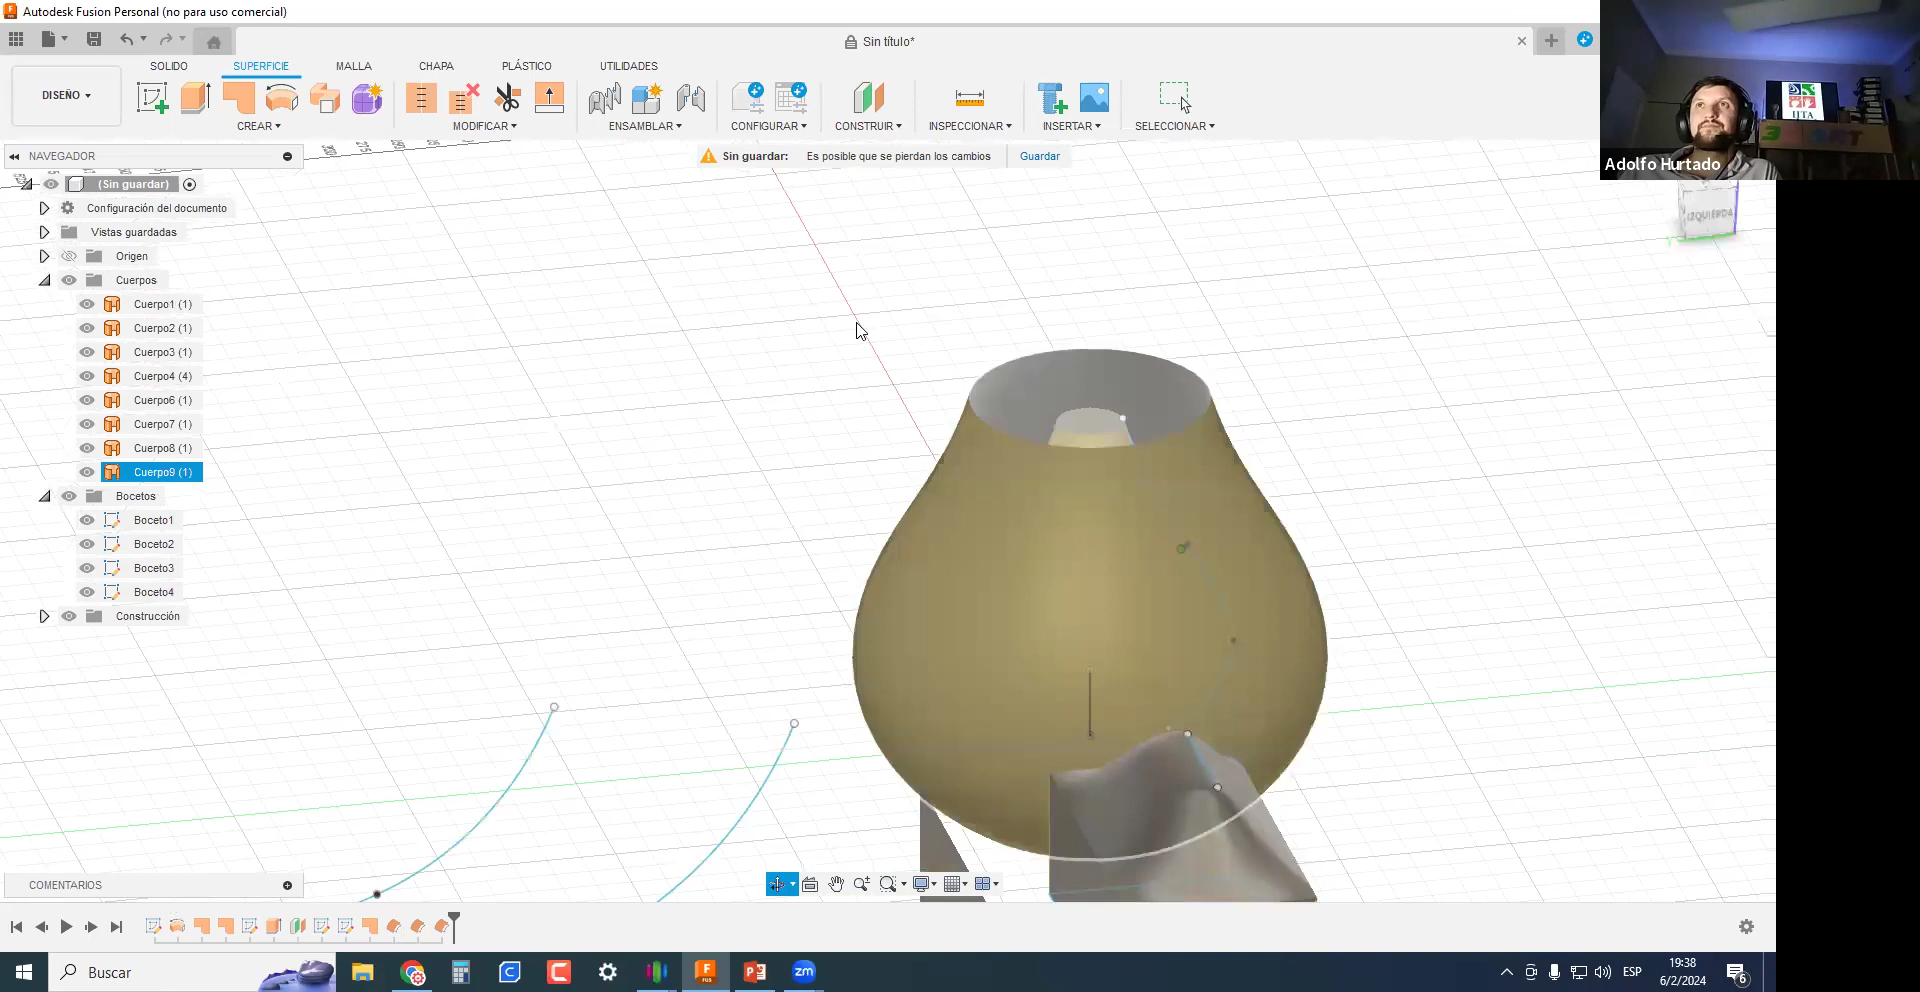 Autodesk Fusion Personal (no para uso comercial)
Sin título*
SOLIDO
SUPERFICIE
MALLA
CHAPA
PLÁSTICO
UTILIDADES
DISEÑO
CREAR
MODIFICAR
ENSAMBLAR
CONFIGURAR
CONSTRUIR
INSPECCIONAR
INSERTAR
SELECCIONAR
IJTA
Adolfo Hurtado
NAVEGADOR
Sin guardar: Es posible que se pierdan los cambios Guardar
(Sin guardar)
Configuración del documento
Vistas guardadas
Origen
Cuerpos
Cuerpo1 (1)
Cuerpo2 (1)
Cuerpo3 (1)
Cuerpo4 (4)
Cuerpo6 (1)
Cuerpo7 (1)
Cuerpo8 (1)
Cuerpo9 (1)
Bocetos
Boceto1
Boceto2
Boceto3
Boceto4
Construcción
IZQUIERDA
COMENTARIOS
Buscar
FUS
zm
ESP
19:38
6/2/2024
6